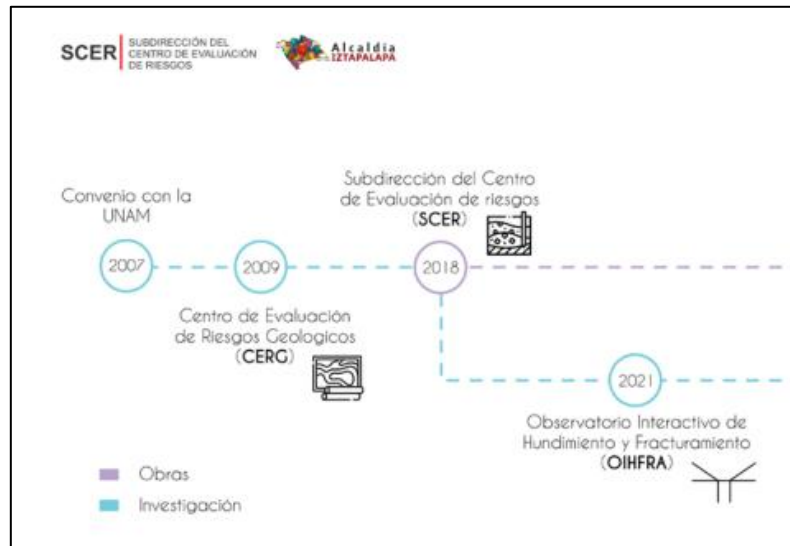 SCER
SUBDIRECCIÓN DEL
CENTRO DE EVALUACIÓN
DE RIESGOS
Alcaldía
IZTAPALAPA
Convenio con la
UNAM
2007
2009
Centro de Evaluación
de Riesgos Geologicos
(CERG)
Subdirección del Centro
de Evaluación de riesgos
(SCER)
2018
2021
Observatorio Interactivo de
Hundimiento y Fracturamiento
(OIHFRA)
Obras
Investigación